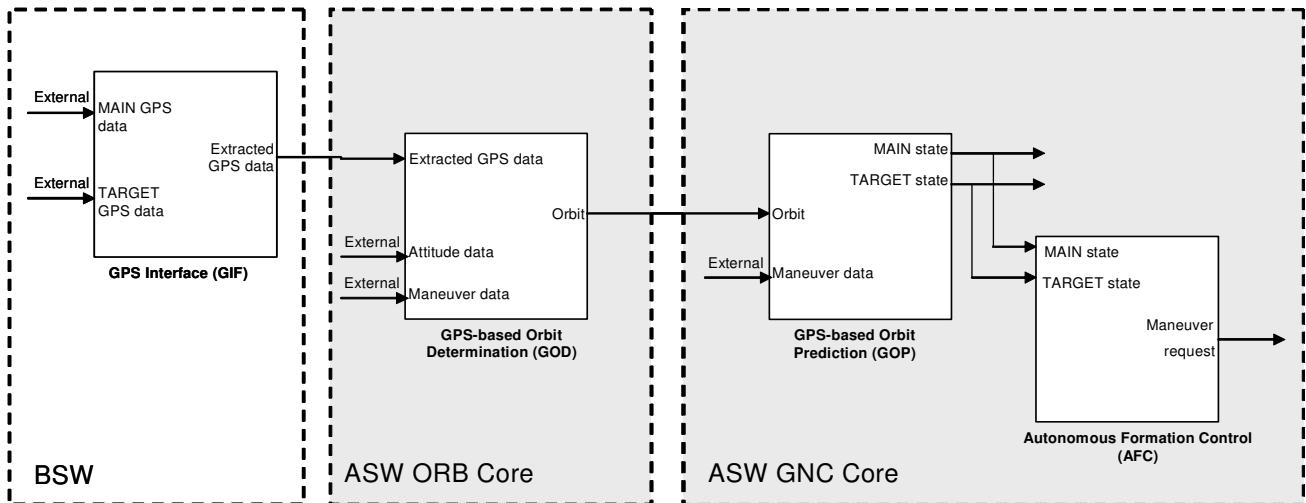 External
MAIN GPS
data
Extracted
GPS data
External
TARGET
GPS data
GPS Interface (GIF)
BSW
Extracted GPS data
Orbit
External
Attitude data
External
Maneuver data
GPS-based Orbit
Determination (GOD)
ASW ORB Core
MAIN state
TARGET state
Orbit
External
Maneuver data
GPS-based Orbit
Prediction (GOP)
MAIN state
TARGET state
Maneuver
request
Autonomous Formation Control
(AFC)
ASW GNC Core